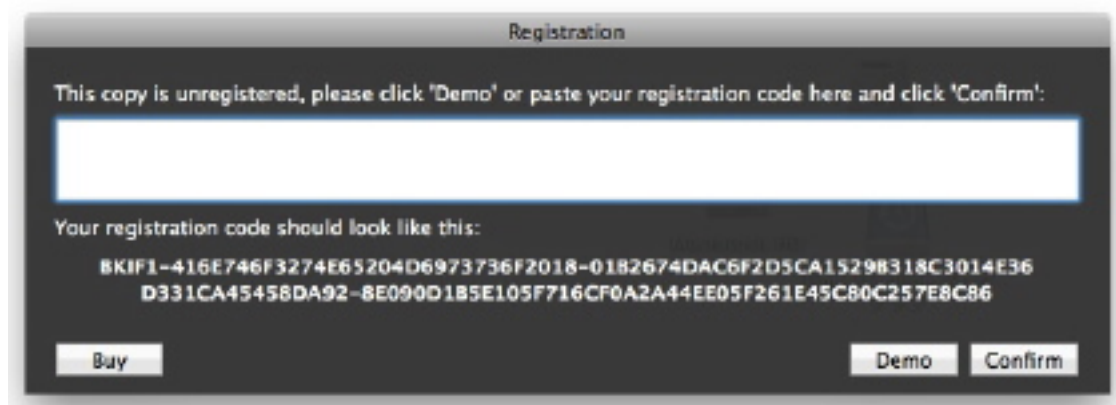 Registration
This copy is unregistered, please click 'Demo' or paste your registration code here and click 'Confirm':
Your registration code should look like this:
BKIF1-416E746F3274E65204D6973736F2018-01B2674DAC6F2D5CA1529B318C3014E36
D331CA45458DA92-8E090D1B5E105F716CF0A2A44EE05F261E45C80C257E8C86
Buy
Demo
Confirm